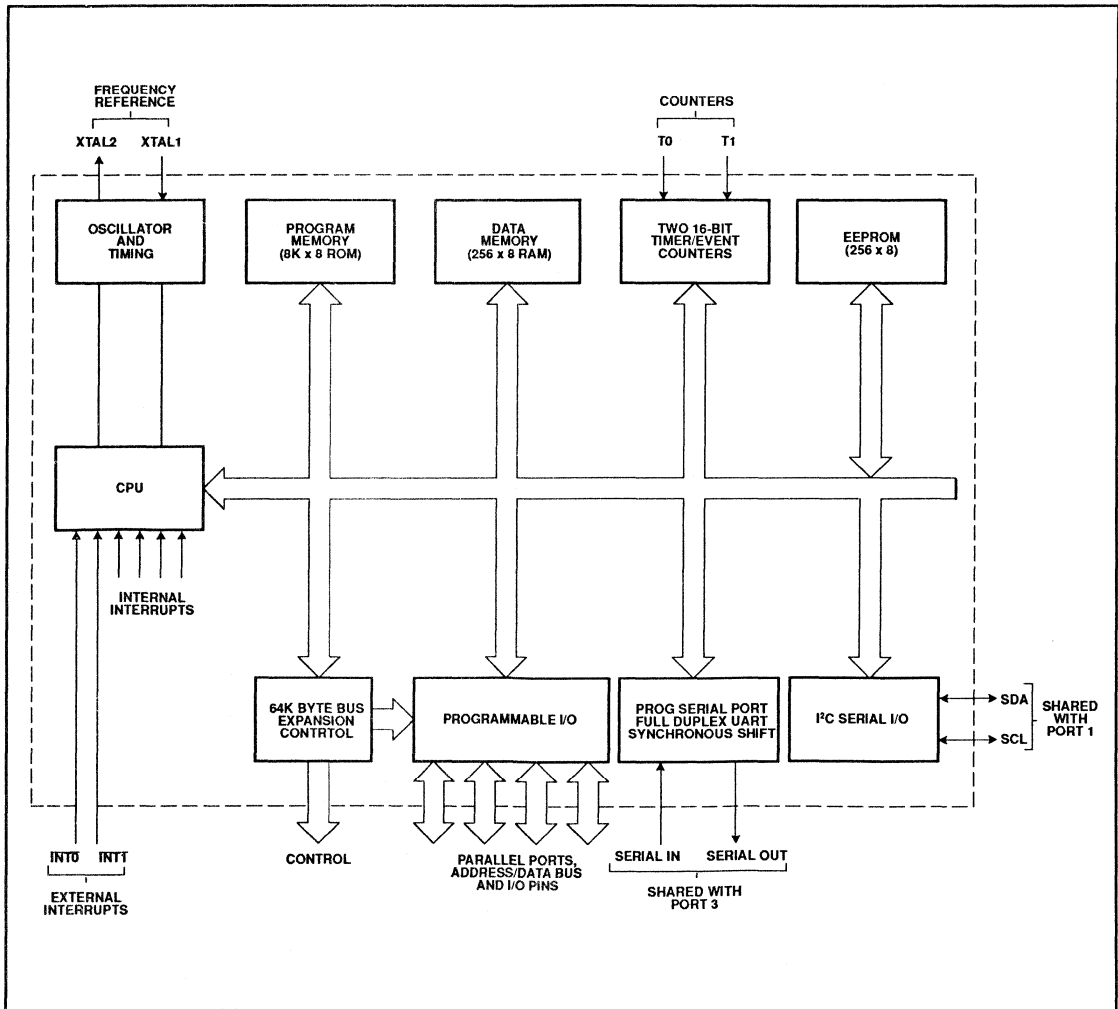 FREQUENCY
REFERENCE
XTAL2 XTAL1
COUNTERS
T0 T1
OSCILLATOR
AND
TIMING
PROGRAM
MEMORY
(8K x 8 ROM)
DATA
MEMORY
(256 x 8 RAM)
TWO 16-BIT
TIMER/EVENT
COUNTERS
EEPROM
(256 x 8)
CPU
INTERNAL
INTERRUPTS
64K BYTE BUS
EXPANSION
CONTRTOL
PROGRAMMABLE I/O
PROG SERIAL PORT
FULL DUPLEX UART
SYNCHRONOUS SHIFT
I²C SERIAL I/O
SDA
SCL
SHARED
WITH
PORT 1
INT0 INT1
EXTERNAL
INTERRUPTS
CONTROL
PARALLEL PORTS,
ADDRESS/DATA BUS
AND I/O PINS
SERIAL IN SERIAL OUT
SHARED WITH
PORT 3